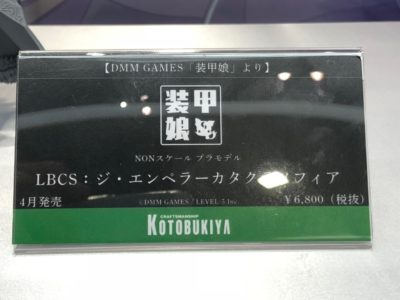 【DMM GAMES「装甲娘」より】
装甲
娘
NONスケール プラモデル
LBCS：ジ・エンペラーカタク フィア
4月発売
¥6,800（税抜）
©DMM GAMES / LEVEL-5 Inc.
CRAFTSMANSHIP
KOTOBUKIYA